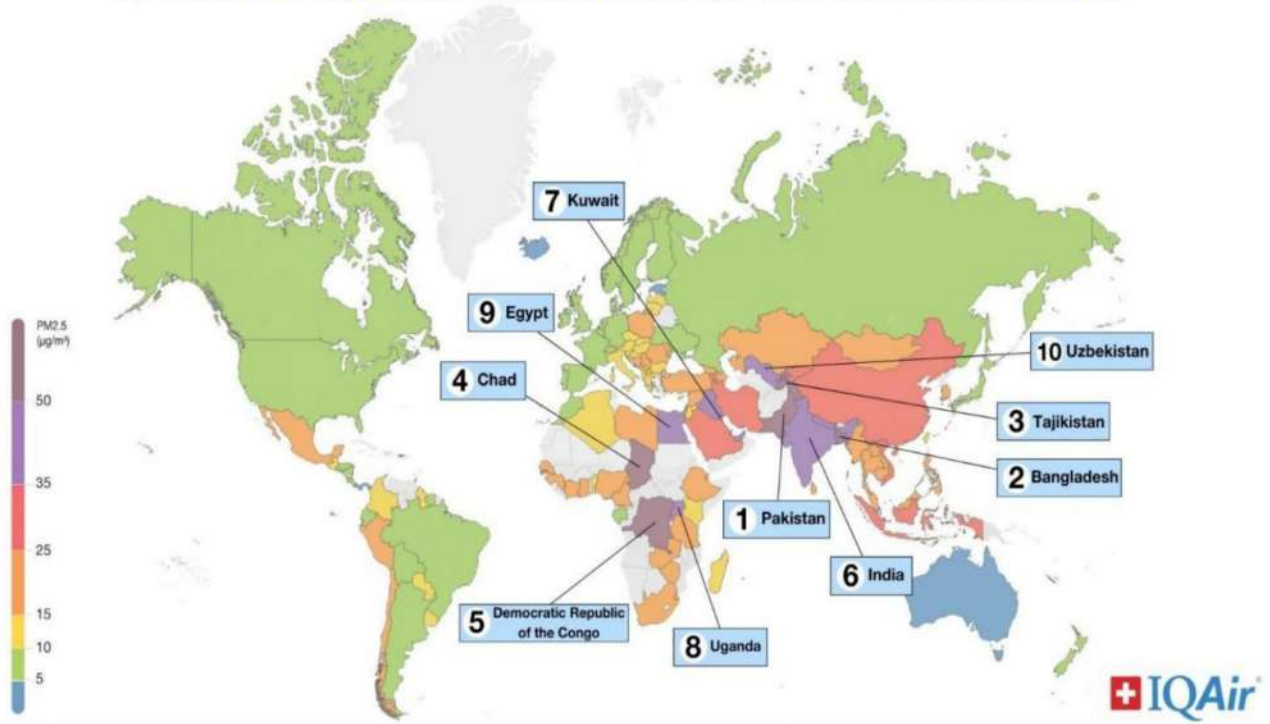 7 Kuwait
9 Egypt
PM2.5
(µg/m³)
10 Uzbekistan
4 Chad
50
3 Tajikistan
2 Bangladesh
35
1 Pakistan
25
6 India
15
5 Democratic Republic
of the Congo
10
8 Uganda
5
IQAir